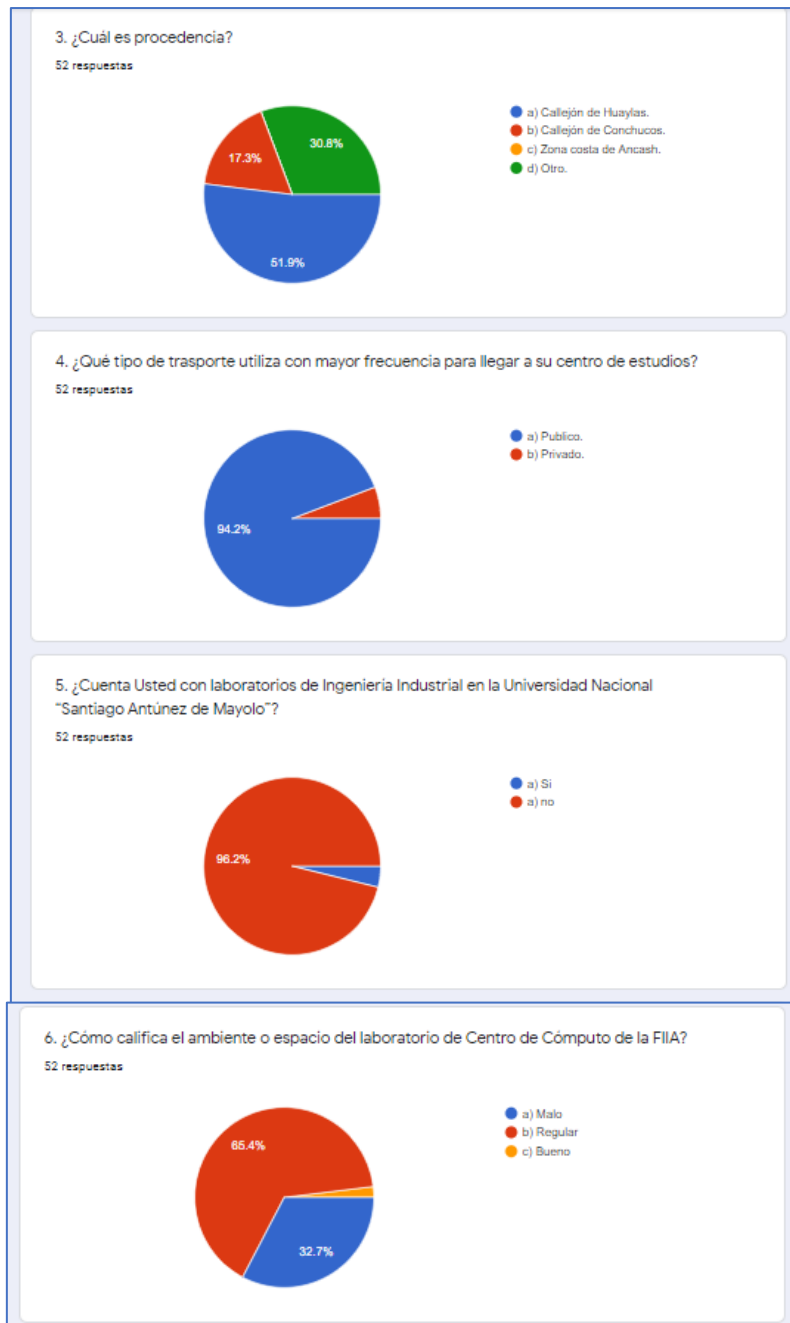 3. ¿Cuál es procedencia?
52 respuestas
a) Callejón de Huaylas.
b) Callejón de Conchucos.
c) Zona costa de Ancash.
d) Otro.
30.8%
17.3%
51.9%
4. ¿Qué tipo de trasporte utiliza con mayor frecuencia para llegar a su centro de estudios?
52 respuestas
a) Publico.
b) Privado.
94.2%
5. ¿Cuenta Usted con laboratorios de Ingeniería Industrial en la Universidad Nacional
“Santiago Antúnez de Mayolo”?
52 respuestas
a) Si
a) no
96.2%
6. ¿Cómo califica el ambiente o espacio del laboratorio de Centro de Cómputo de la FIIA?
52 respuestas
a) Malo
b) Regular
c) Bueno
65.4%
32.7%